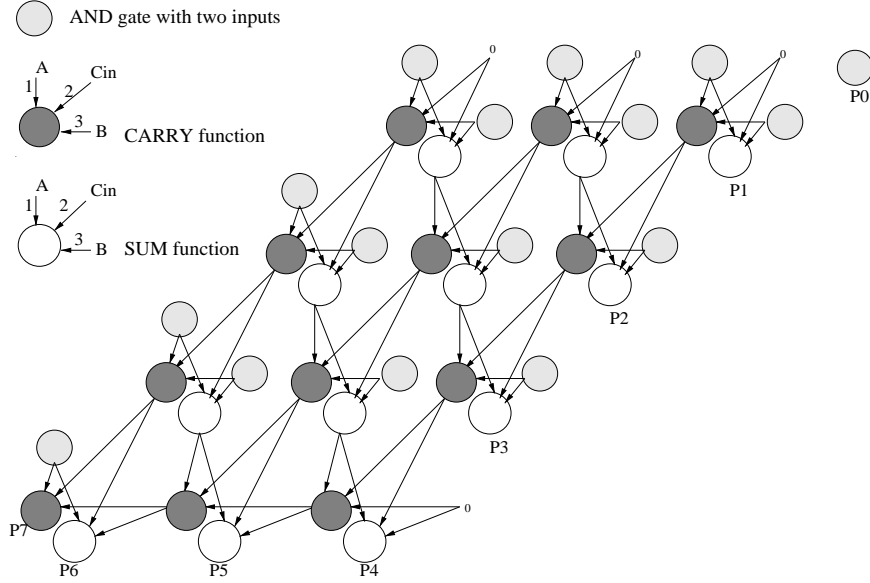 AND gate with two inputs
0
0
0
P0
A
Cin
1
2
3
B
CARRY function
P1
A
Cin
1
2
3
B
SUM function
P2
P3
0
P7
P6
P5
P4